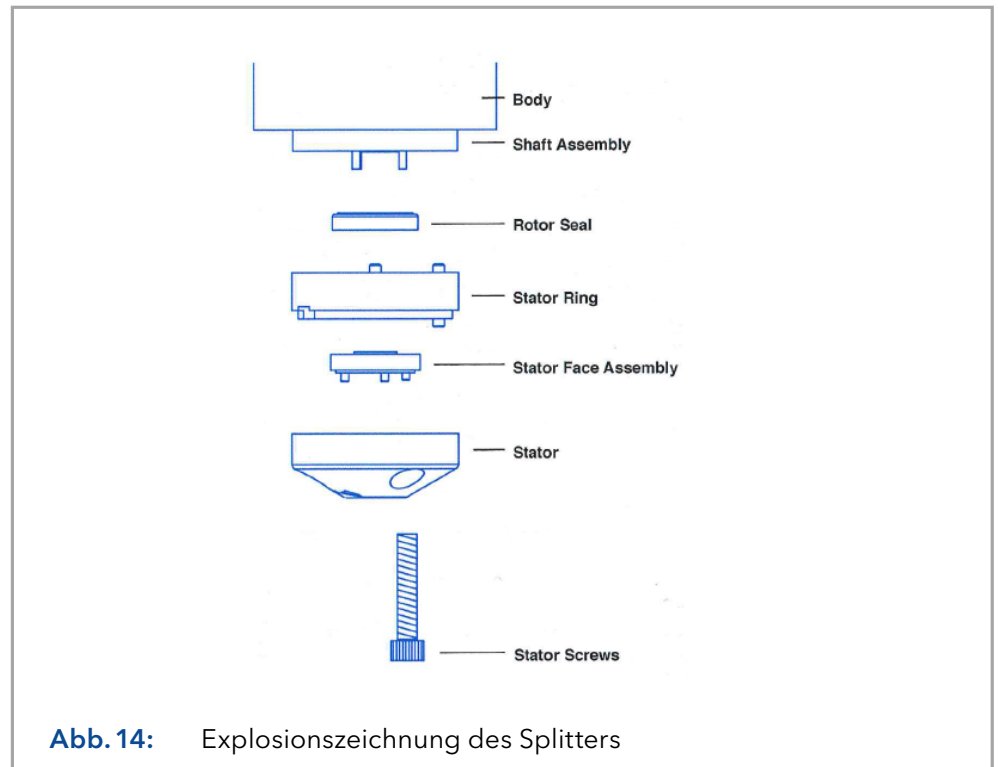 Body
Shaft Assembly
Rotor Seal
Stator Ring
Stator Face Assembly
Stator
Stator Screws
Abb. 14: Explosionszeichnung des Splitters